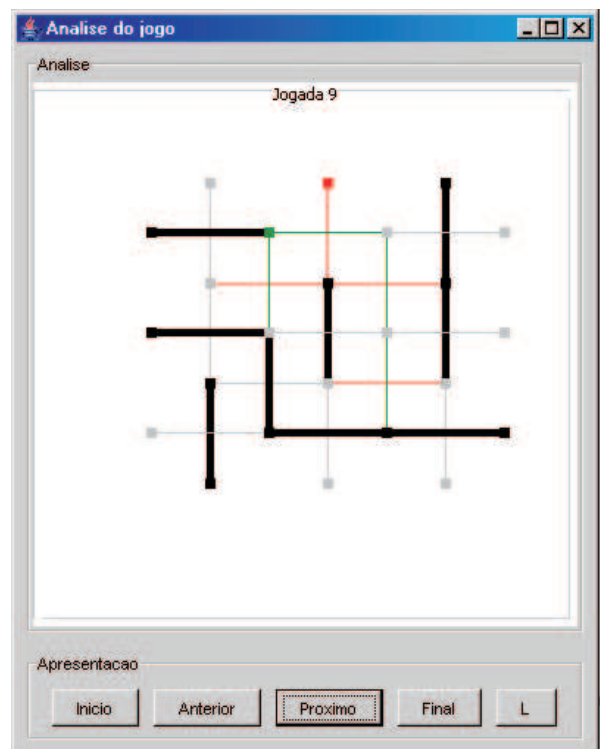 Analise do jogo
Analise
Jogada 9
Apresentacao
Inicio
Anterior
Proximo
Final
L